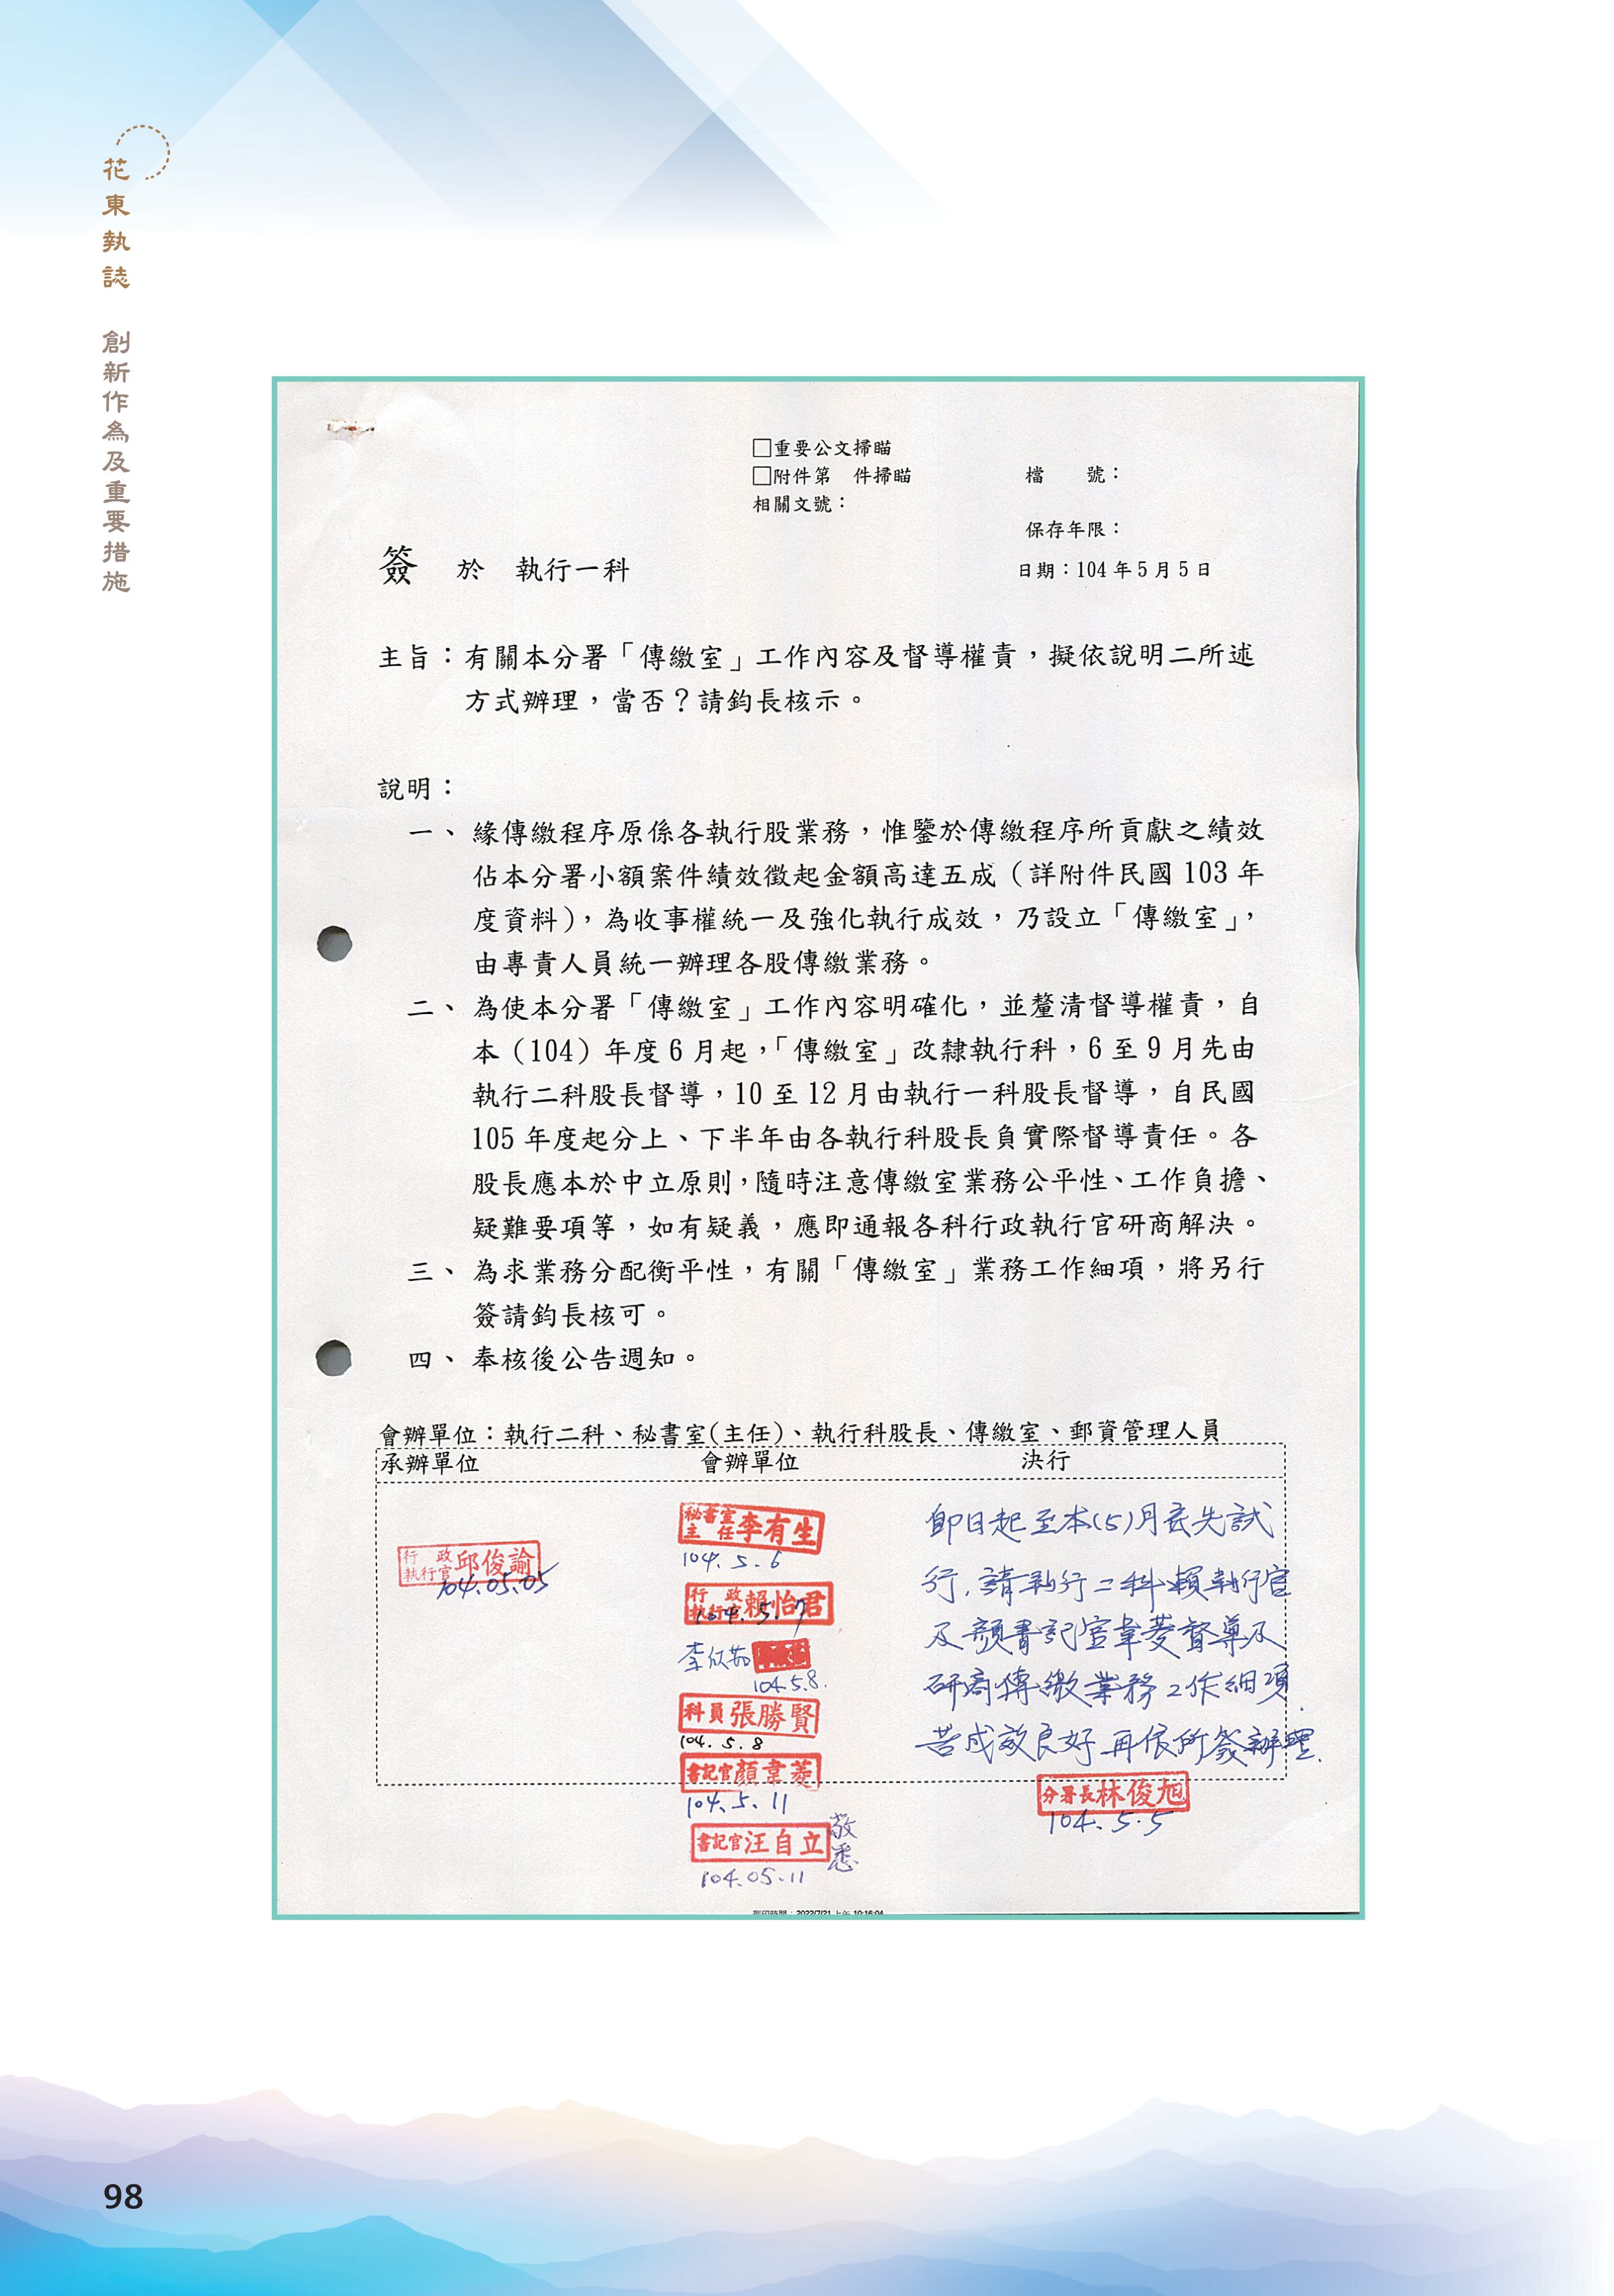 花東執誌 創新作為及重要措施
□重要公文掃瞄
□附件第 件掃瞄
相關文號：
檔 號：
保存年限：
簽 於 執行一科
日期：104年5月5日
主旨：有關本分署「傳繳室」工作內容及督導權責，擬依說明二所述
方式辦理，當否？請鈞長核示。
說明：
一、緣傳繳程序原係各執行股業務，惟鑒於傳繳程序所貢獻之績效
佔本分署小額案件績效徵起金額高達五成（詳附件民國103年
度資料），為收事權統一及強化執行成效，乃設立「傳繳室」，
由專責人員統一辦理各股傳繳業務。
二、為使本分署「傳繳室」工作內容明確化，並釐清督導權責，自
本（104）年度6月起，「傳繳室」改隸執行科，6至9月先由
執行二科股長督導，10至12月由執行一科股長督導，自民國
105年度起分上、下半年由各執行科股長負實際督導責任。各
股長應本於中立原則，隨時注意傳繳室業務公平性、工作負擔、
疑難要項等，如有疑義，應即通報各科行政執行官研商解決。
三、為求業務分配衡平性，有關「傳繳室」業務工作細項，將另行
簽請鈞長核可。
四、奉核後公告週知。
會辦單位：執行二科、秘書室(主任)、執行科股長、傳繳室、郵資管理人員
承辦單位 會辦單位 決行
行政執行官 邱俊諭
104.05.05
秘書室主任 李有生
104.5.6
行政執行官 賴怡君
104.5.7
李欣茹
104.5.8.
科員 張勝賢
104.5.8
書記官 顏韋菱
104.5.11
書記官 汪自立
敬悉
104.05.11
即日起至本(5)月底先試
行,請執行二科賴執行官
及顏書記官韋菱督導及
研商傳繳業務工作細項.
若成效良好再依所簽辦理.
分署長 林俊旭
104.5.5
列印時間：2022/7/21 上午 10:16:04
98